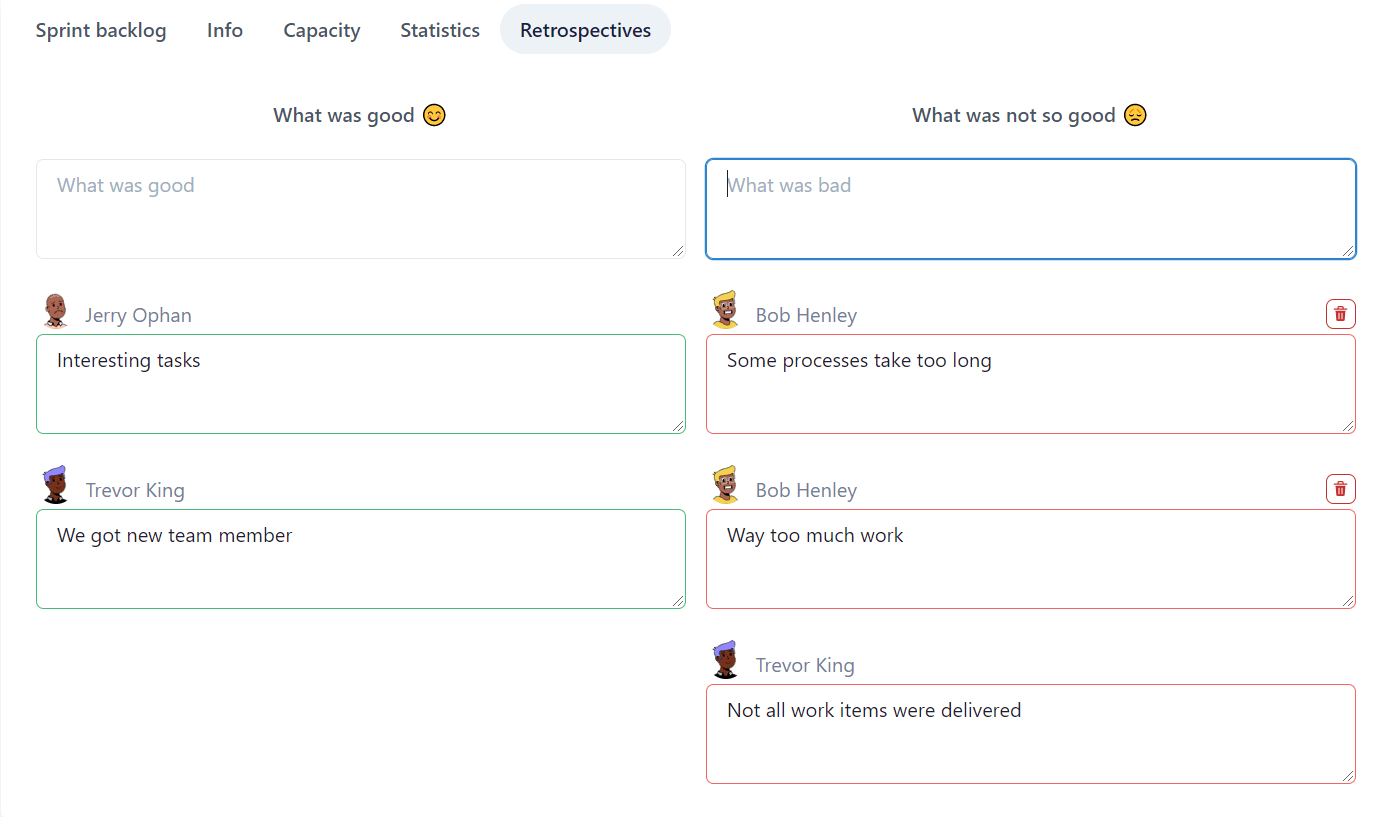 Sprint backlog Info Capacity Statistics Retrospectives
What was good
What was not so good
What was good
What was bad
Jerry Ophan
Bob Henley
Interesting tasks
Some processes take too long
Trevor King
Bob Henley
We got new team member
Way too much work
Trevor King
Not all work items were delivered